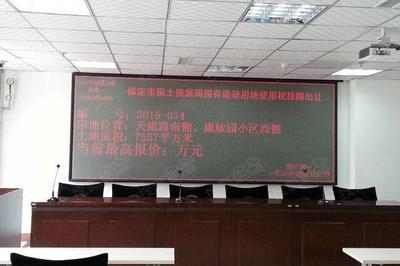 保定市国土资源局国有建设用地使用权挂牌出让
编　　号：2015-034
宗地位置：天威路南侧、康欣园小区西侧
土地面积：7557平方米
当前最高报价：万元
倒计时